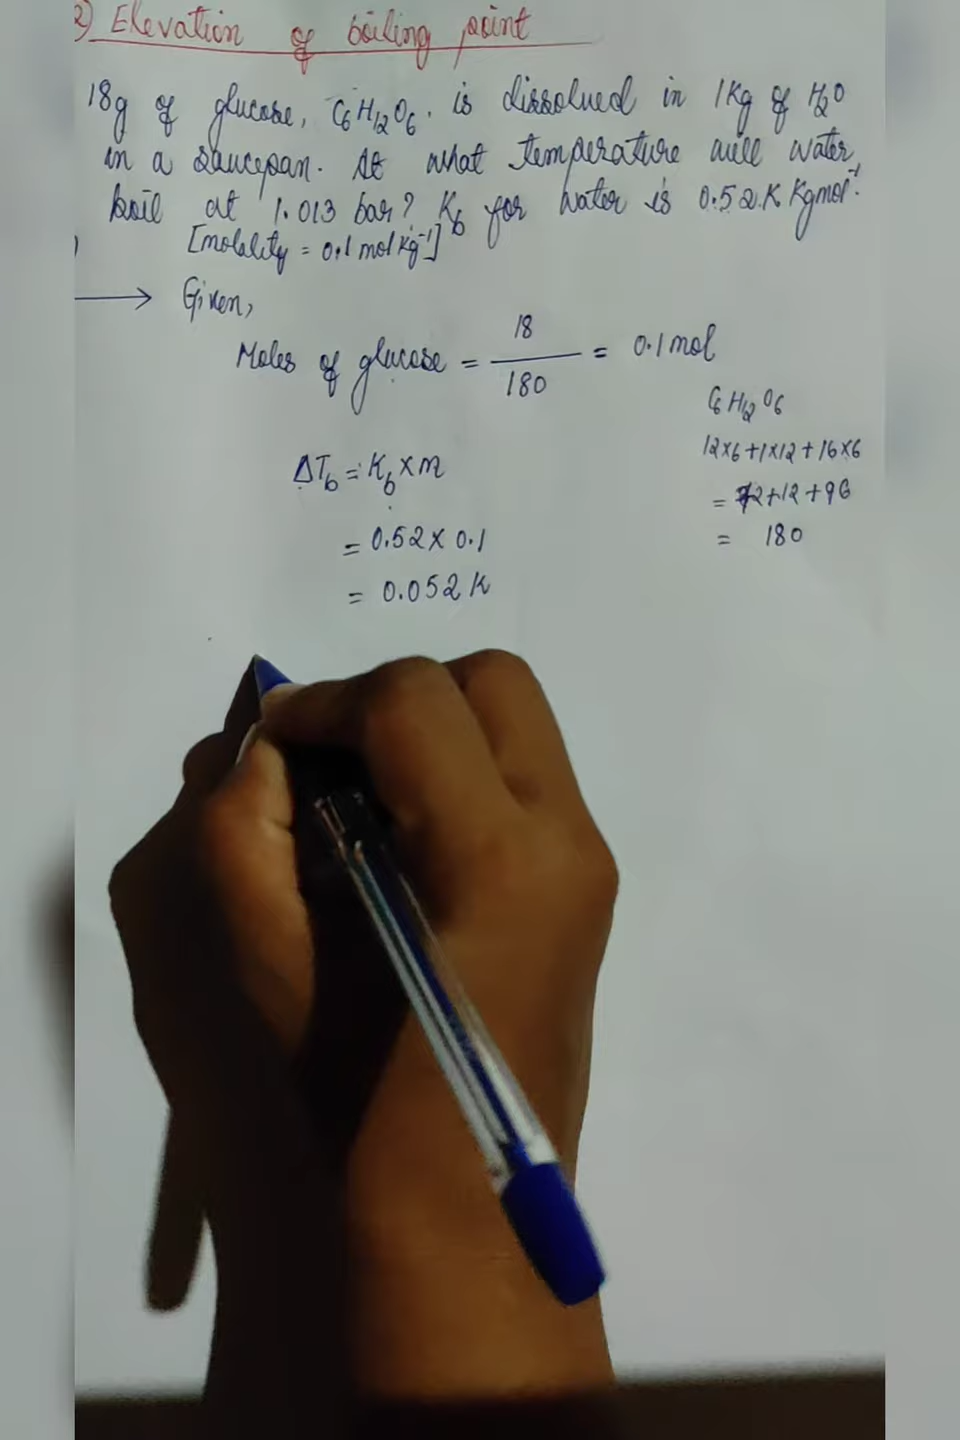 2) Elevation of boiling point
18g of glucose, C6H12O6, is dissolved in 1Kg of H2O
in a saucepan. At what temperature will water
boil at 1.013 bar? Kb for water is 0.52 K Kg mol⁻¹.
[molality = 0.1 mol kg⁻¹]
Given,
Moles of glucose = 18/180 = 0.1 mol
C6H12O6
12×6+1×12+16×6
= 72+12+96
= 180
ΔTb = Kb × m
= 0.52 × 0.1
= 0.052 K